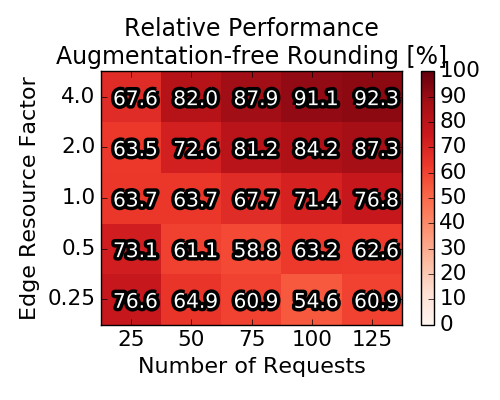 Relative Performance
Augmentation-free Rounding [%]
Edge Resource Factor
4.0 67.6 82.0 87.9 91.1 92.3
2.0 63.5 72.6 81.2 84.2 87.3
1.0 63.7 63.7 67.7 71.4 76.8
0.5 73.1 61.1 58.8 63.2 62.6
0.25 76.6 64.9 60.9 54.6 60.9
25 50 75 100 125
Number of Requests
100
90
80
70
60
50
40
30
20
10
0